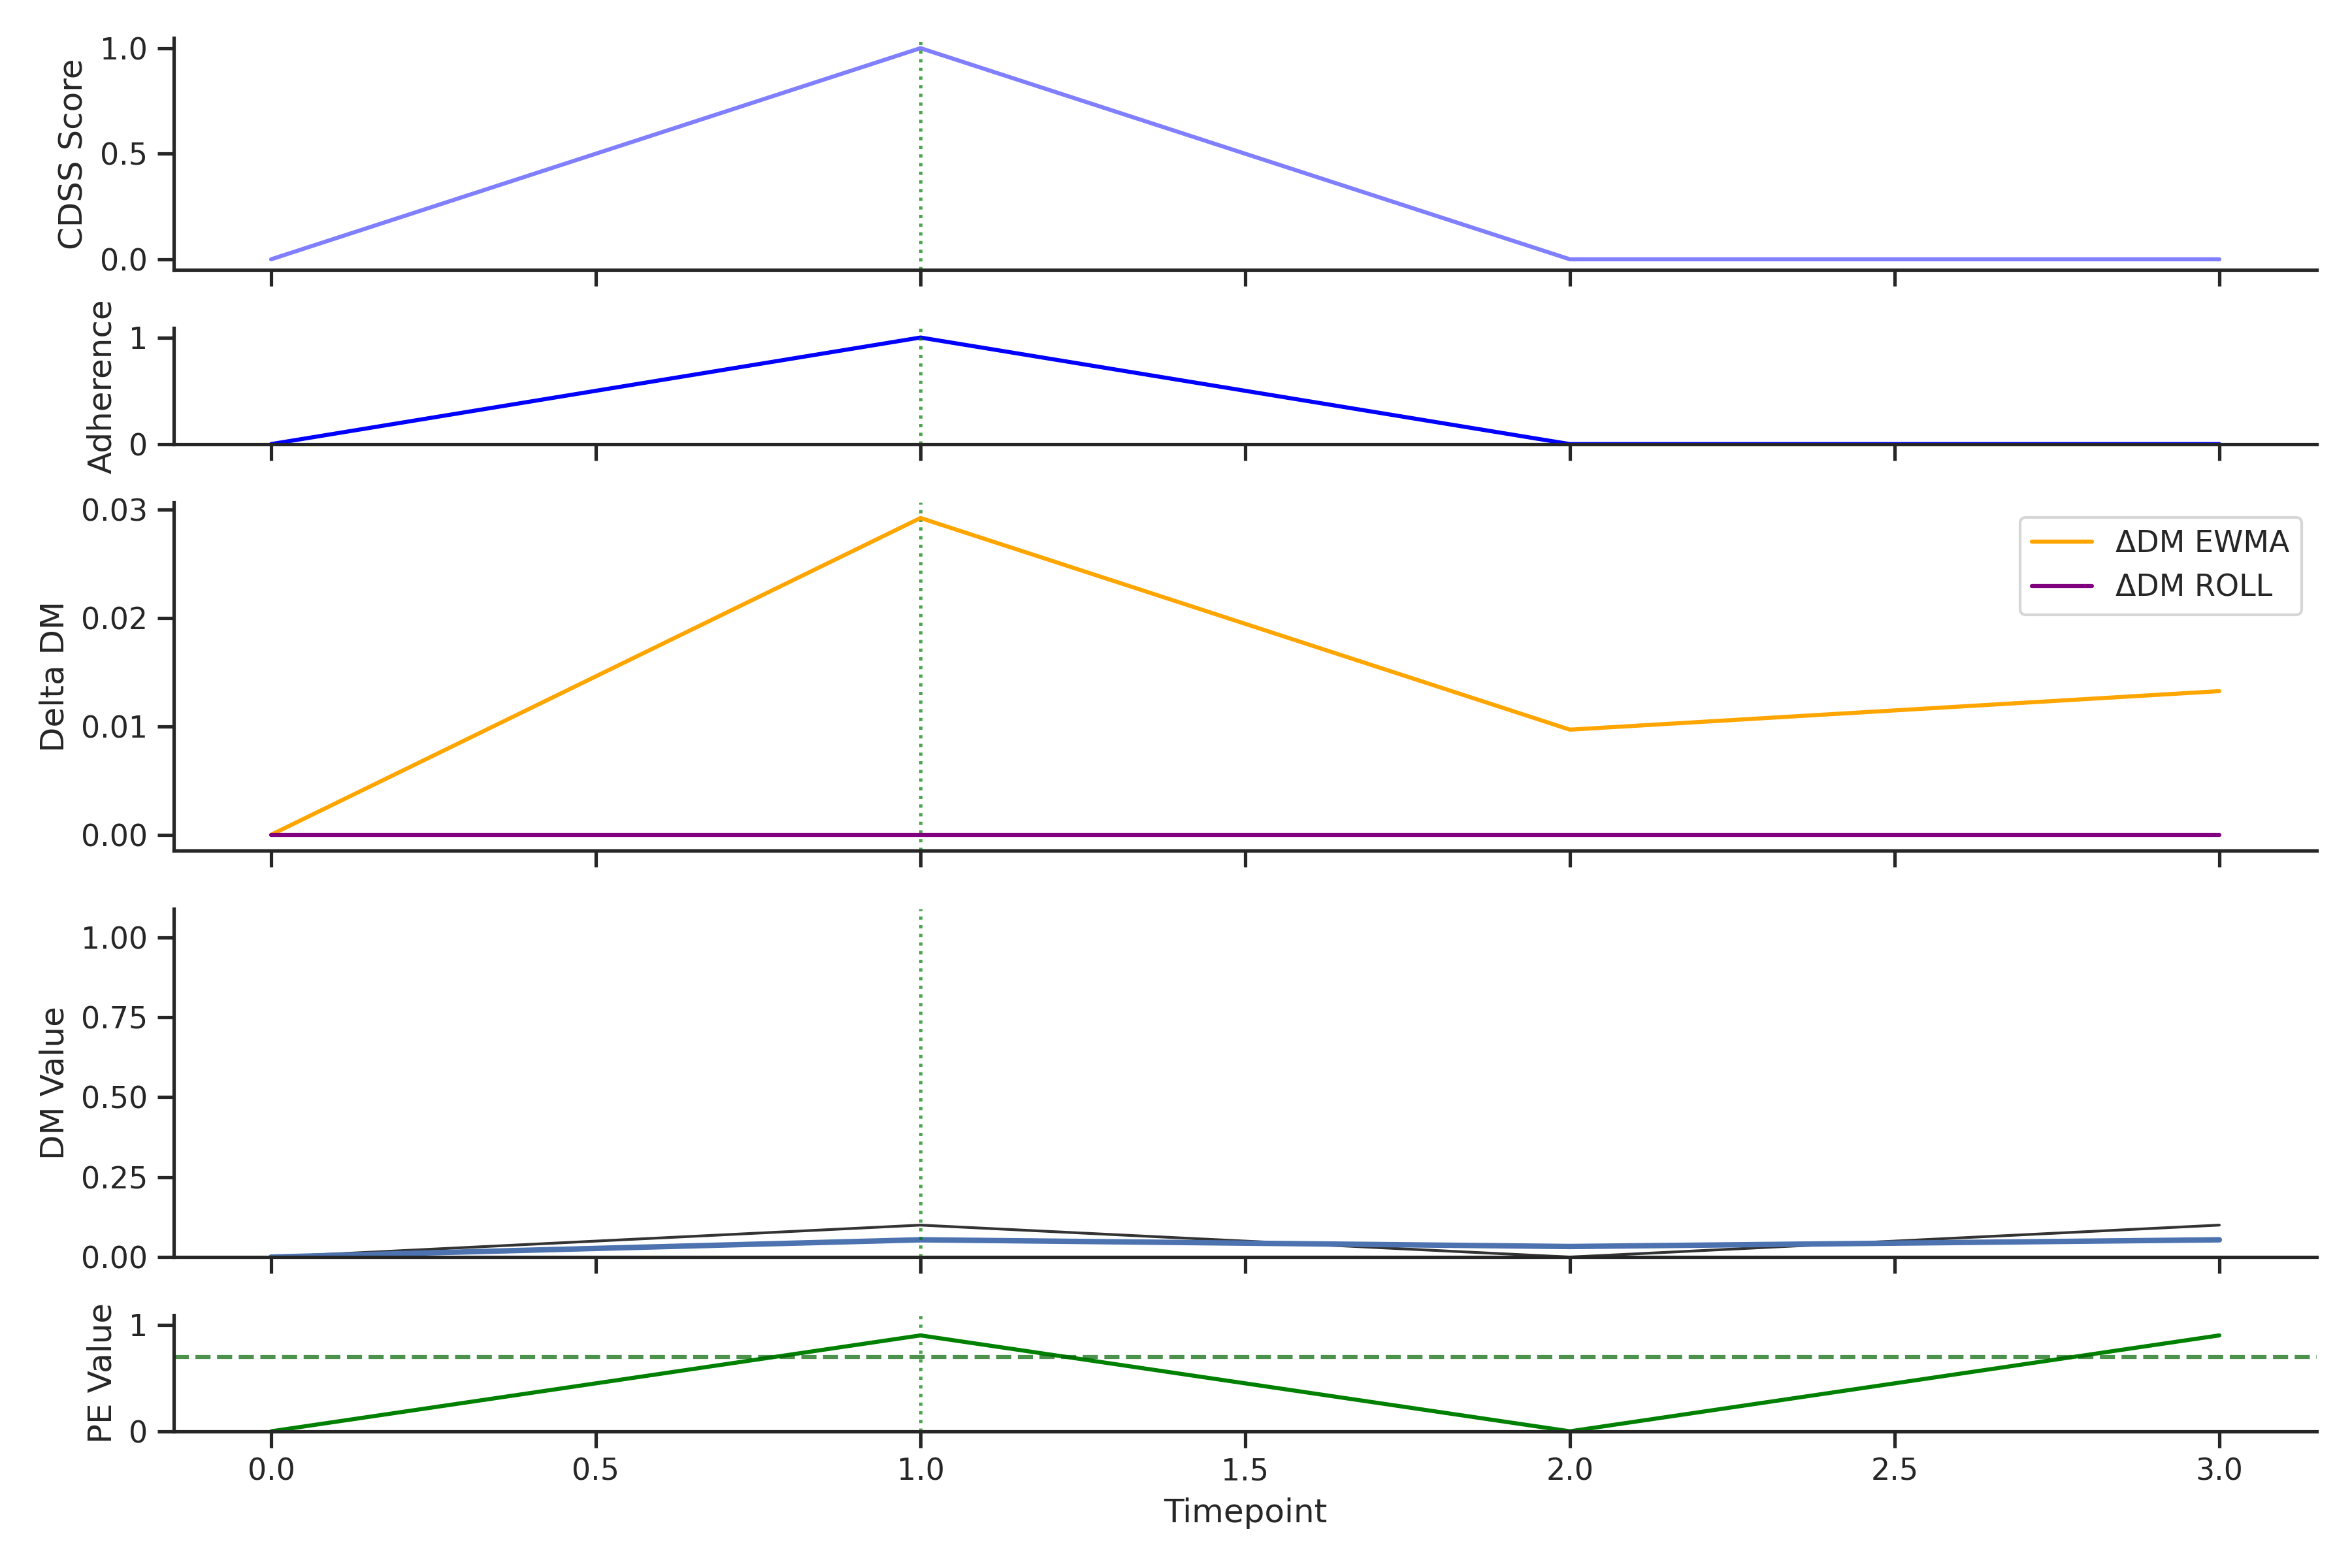 CDSS Score
1.0
0.5
0.0
Adherence
1
0
Delta DM
0.03
0.02
0.01
0.00
ΔDM EWMA
ΔDM ROLL
DM Value
1.00
0.75
0.50
0.25
0.00
PE Value
1
0
0.0 0.5 1.0 1.5 2.0 2.5 3.0
Timepoint